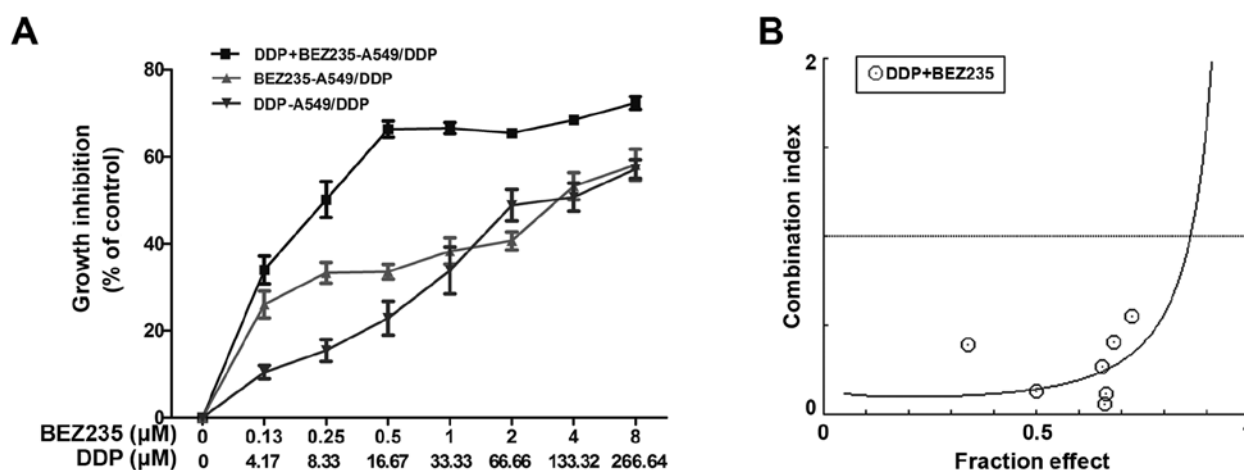 A
DDP+BEZ235-A549/DDP
BEZ235-A549/DDP
DDP-A549/DDP
Growth inhibition
(% of control)
80
60
40
20
0
BEZ235 (µM) 0 0.13 0.25 0.5 1 2 4 8
DDP (µM) 0 4.17 8.33 16.67 33.33 66.66 133.32 266.64
B
DDP+BEZ235
Combination index
2
0
0 0.5 1
Fraction effect